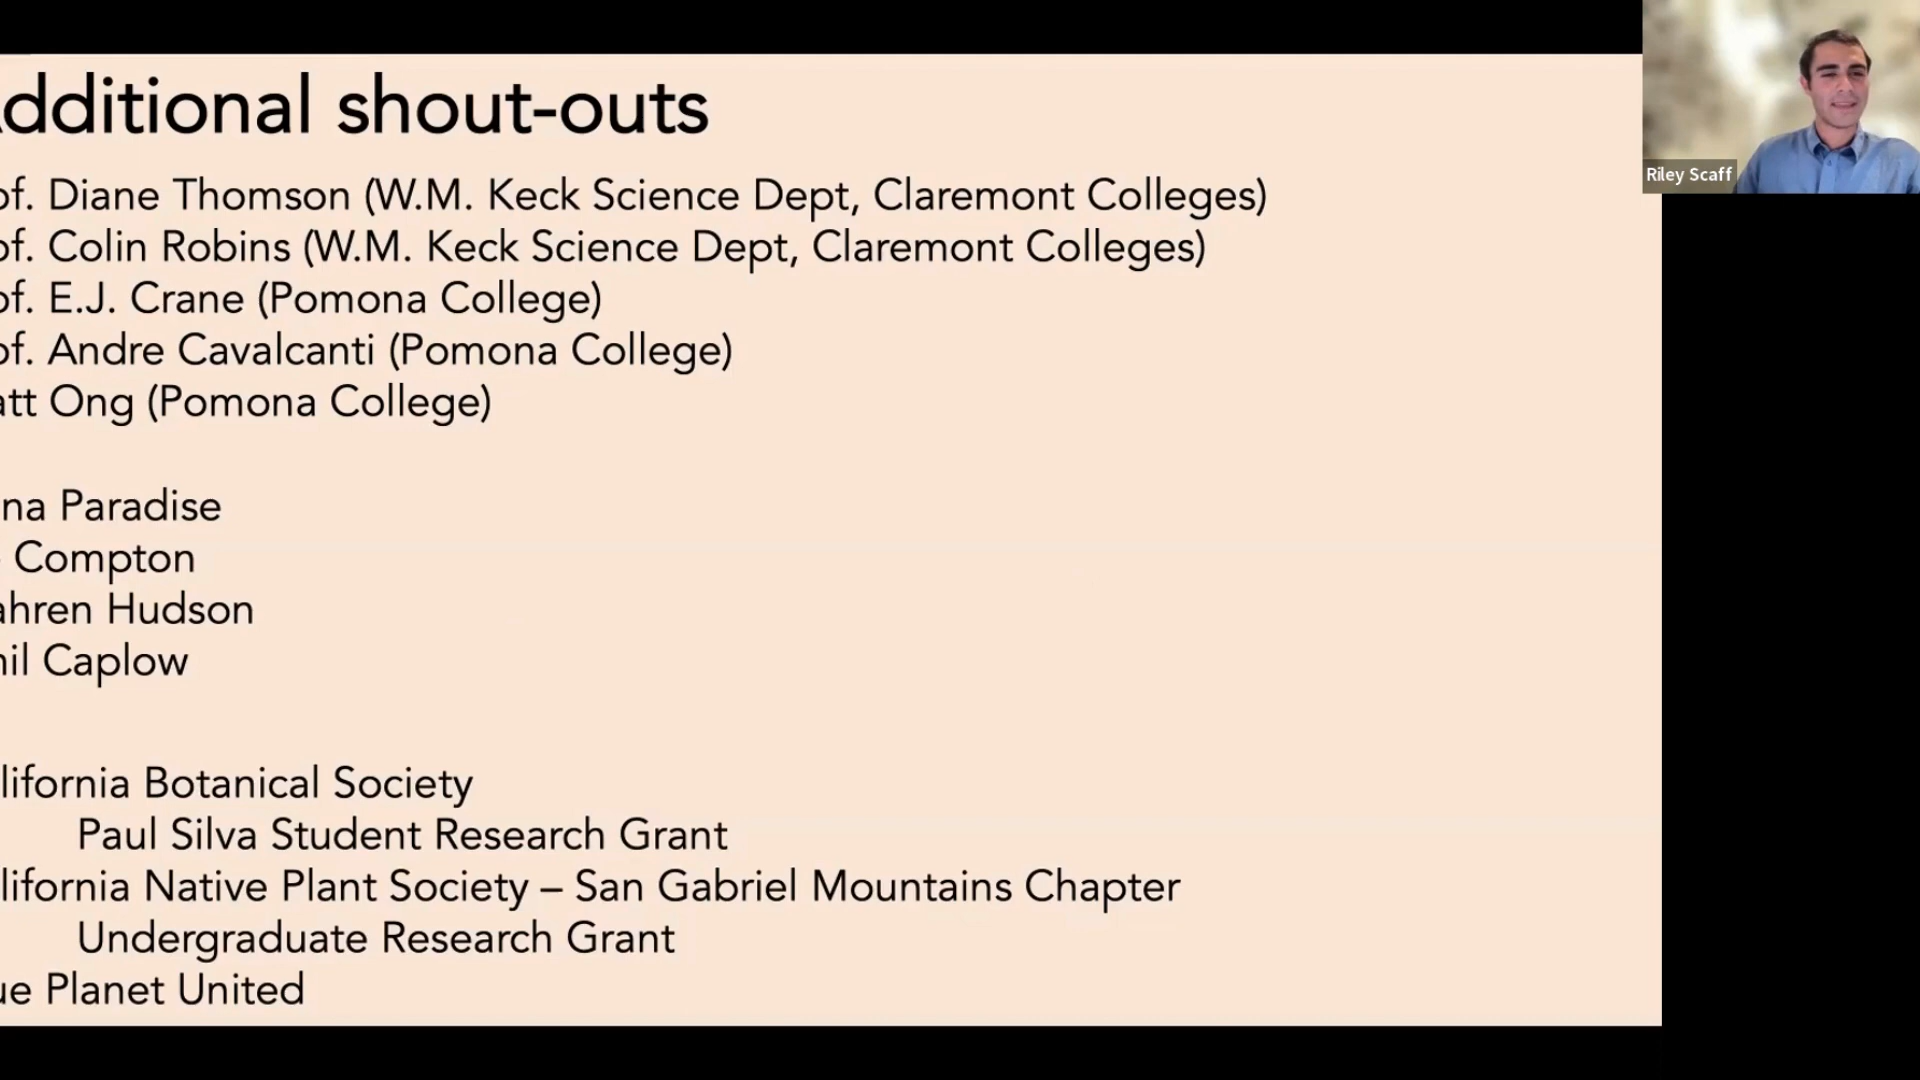 dditional shout-outs
of. Diane Thomson (W.M. Keck Science Dept, Claremont Colleges)
of. Colin Robins (W.M. Keck Science Dept, Claremont Colleges)
of. E.J. Crane (Pomona College)
of. Andre Cavalcanti (Pomona College)
att Ong (Pomona College)
na Paradise
Compton
ahren Hudson
hil Caplow
lifornia Botanical Society
Paul Silva Student Research Grant
lifornia Native Plant Society – San Gabriel Mountains Chapter
Undergraduate Research Grant
ue Planet United
Riley Scaff